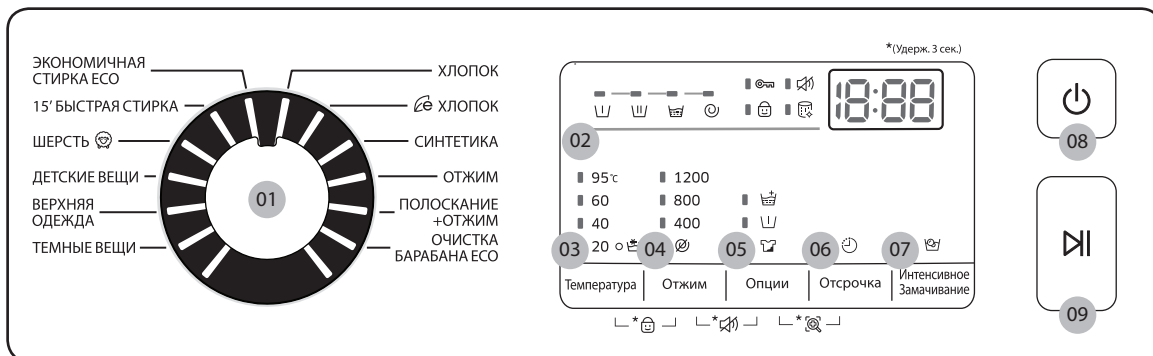 *(Удерж. 3 сек.)
ЭКОНОМИЧНАЯ
СТИРКА ECO
15' БЫСТРАЯ СТИРКА
ШЕРСТЬ
ДЕТСКИЕ ВЕЩИ
ВЕРХНЯЯ
ОДЕЖДА
ТЕМНЫЕ ВЕЩИ
01
ХЛОПОК
e ХЛОПОК
СИНТЕТИКА
ОТЖИМ
ПОЛОСКАНИЕ
+ОТЖИМ
ОЧИСТКА
БАРАБАНА ECO
18:88
02
95°c 1200
60 800
40 400
20
03 04 05 06 07
Температура Отжим Опции Отсрочка Интенсивное
Замачивание
* * *
08
09